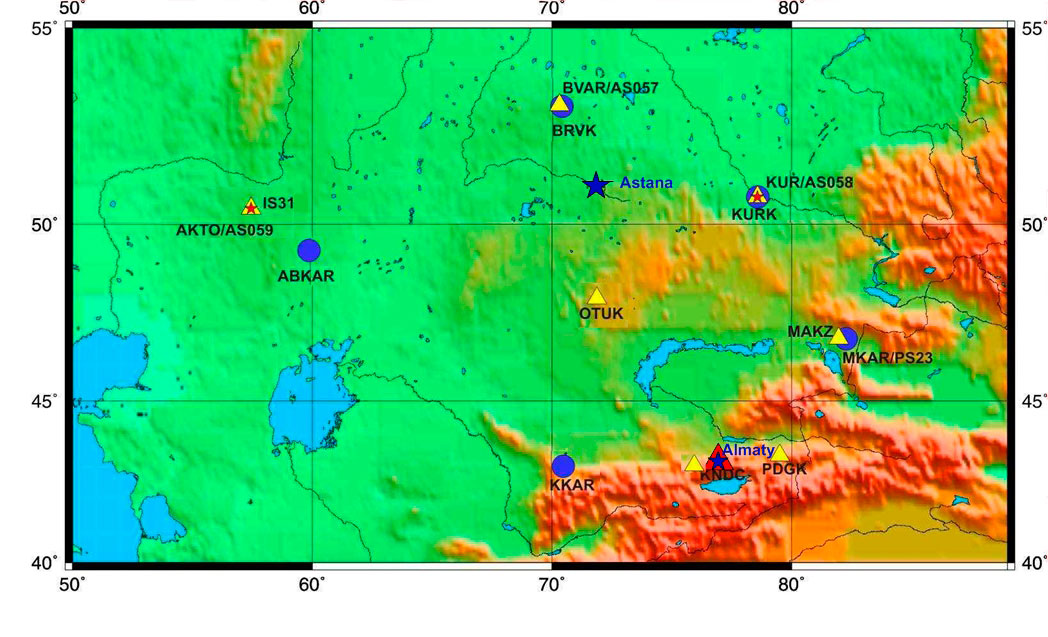 50° 60° 70° 80°
55° 55°
BVAR/AS057
BRVK
Astana
KUR/AS058
KURK
IS31
AKTO/AS059
50° 50°
ABKAR
OTUK
MAKZ
MKAR/PS23
45° 45°
Almaty
KNDC
PDGK
KKAR
40° 40°
50° 60° 70° 80°